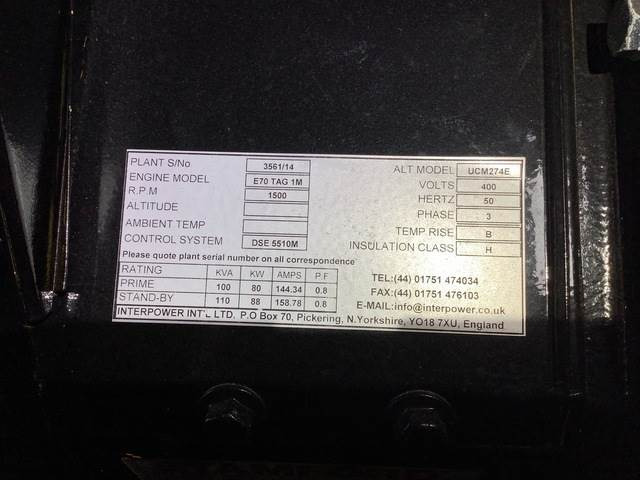 PLANT S/No 3561/14 ALT MODEL UCM274E
ENGINE MODEL E70 TAG 1M VOLTS 400
R.P.M 1500 HERTZ 50
ALTITUDE PHASE 3
AMBIENT TEMP TEMP RISE B
CONTROL SYSTEM DSE 5510M INSULATION CLASS H
Please quote plant serial number on all correspondence
RATING KVA KW AMPS P.F
PRIME 100 80 144.34 0.8
STAND-BY 110 88 158.78 0.8
TEL:(44) 01751 474034
FAX:(44) 01751 476103
E-MAIL:info@interpower.co.uk
INTERPOWER INT'L LTD, P.O Box 70, Pickering, N.Yorkshire, YO18 7XU, England